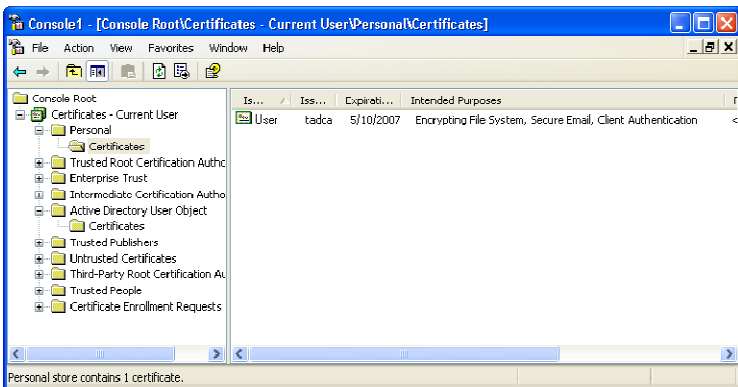 Console1 - [Console Root\Certificates - Current User\Personal\Certificates]
File Action View Favorites Window Help
Console Root
Certificates - Current User
Personal
Certificates
Trusted Root Certification Autho
Enterprise Trust
Intermediate Certification Autho
Active Directory User Object
Certificates
Trusted Publishers
Untrusted Certificates
Third-Party Root Certification Au
Trusted People
Certificate Enrollment Requests
Is... Iss... Expirati... Intended Purposes
User tadca 5/10/2007 Encrypting File System, Secure Email, Client Authentication <
Personal store contains 1 certificate.